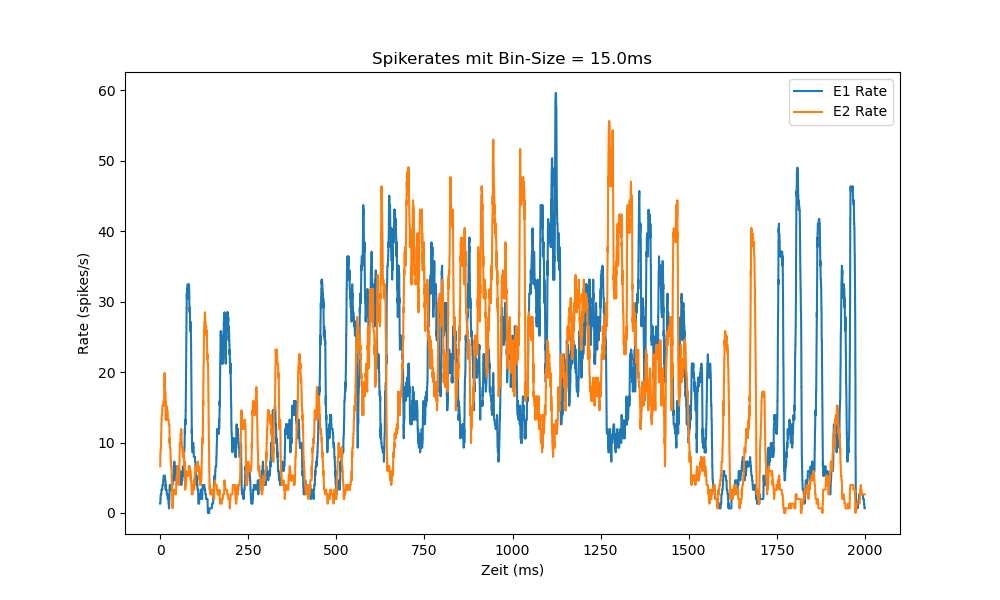 Spikerates mit Bin-Size = 15.0ms
E1 Rate
E2 Rate
60
50
40
30
20
10
0
Rate (spikes/s)
0 250 500 750 1000 1250 1500 1750 2000
Zeit (ms)